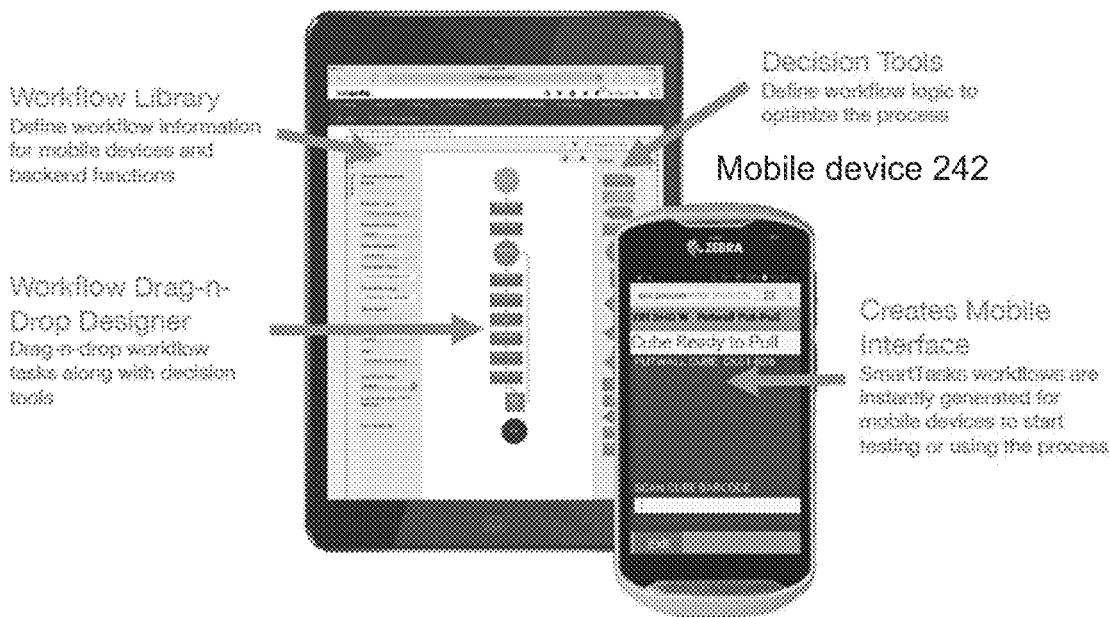 Workflow Library
Define workflow information
for mobile devices and
backend functions
Decision Tools
Define workflow logic to
optimize the process
Mobile device 242
ZEBRA
Workflow Drag-n-
Drop Designer
Drag-n-drop workflow
tasks along with decision
tools
Cube Ready to Pull
Creates Mobile
Interface
SmartTasks workflows are
instantly generated for
mobile devices to start
testing or using the process